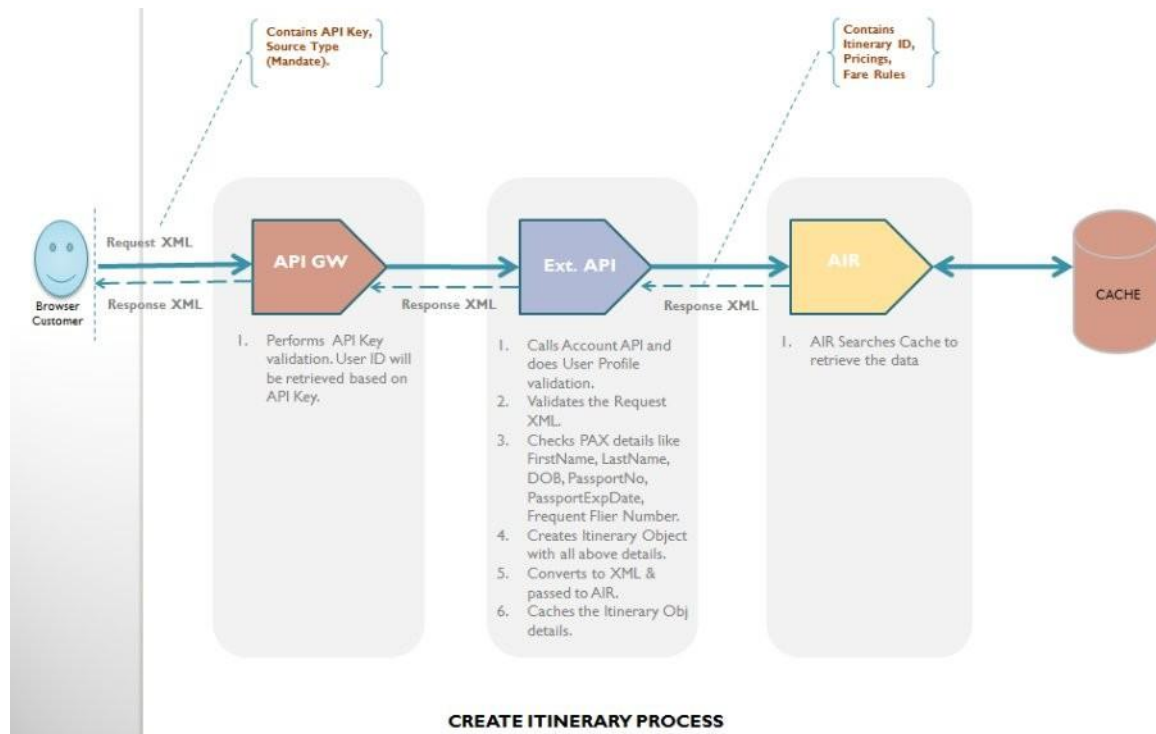 Contains API Key,
Source Type
(Mandate).
Contains
Itinerary ID,
Pricings,
Fare Rules
Request XML
Response XML
Browser
Customer
API GW
Response XML
Ext. API
Response XML
AIR
CACHE
1. Performs API Key
validation. User ID will
be retrieved based on
API Key.
1. Calls Account API and
does User Profile
validation.
2. Validates the Request
XML.
3. Checks PAX details like
FirstName, LastName,
DOB, PassportNo,
PassportExpDate,
Frequent Flier Number.
4. Creates Itinerary Object
with all above details.
5. Converts to XML &
passed to AIR.
6. Caches the Itinerary Obj
details.
1. AIR Searches Cache to
retrieve the data
CREATE ITINERARY PROCESS